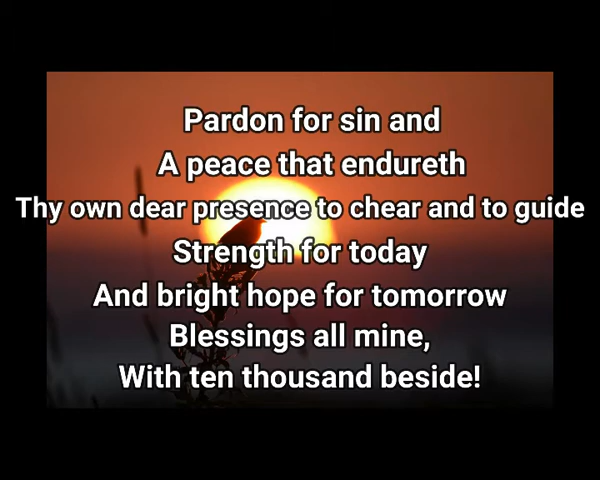 Pardon for sin and
A peace that endureth
Thy own dear presence to chear and to guide
Strength for today
And bright hope for tomorrow
Blessings all mine,
With ten thousand beside!